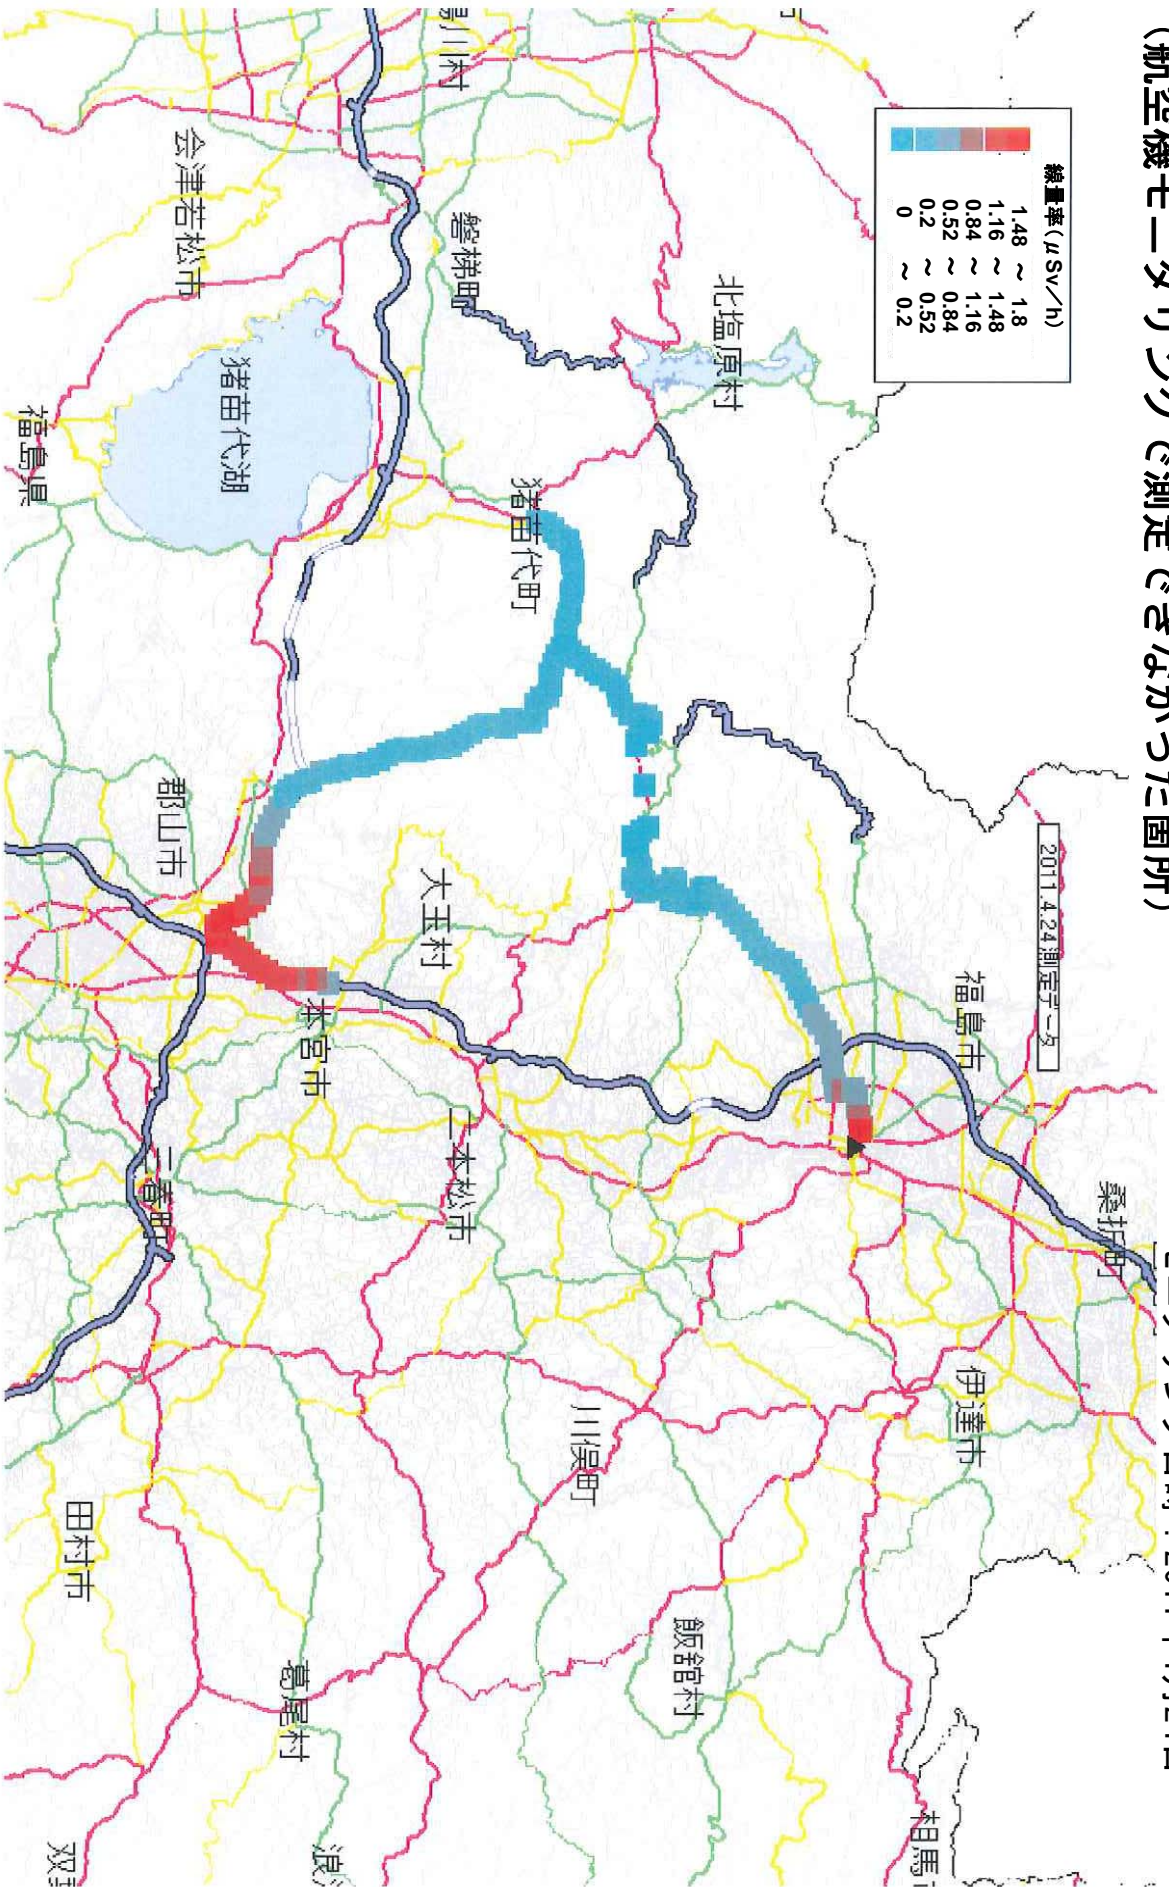 (航空機モニタリングで測定できなかった箇所)
2011.4.24測定データ
線量率(μSv/h)
1.48 ～ 1.8
1.16 ～ 1.48
0.84 ～ 1.16
0.52 ～ 0.84
0.2 ～ 0.52
0 ～ 0.2
桑折町
福島市
伊達市
相馬
北塩原村
飯舘村
川俣町
猪苗代町
磐梯町
湯川村
大玉村
二本松市
本宮市
葛尾村
浪
会津若松市
猪苗代湖
郡山市
三春町
田村市
福島県
双